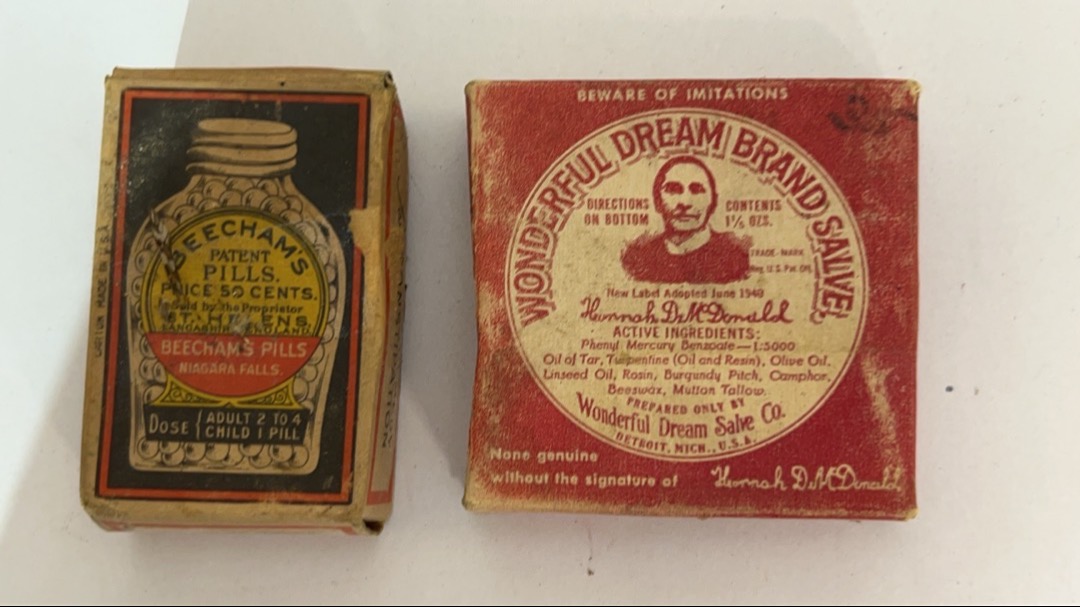 BEECHAM'S
PATENT
PILLS.
PRICE 50 CENTS.
Sold by the Proprietor
ST. HELENS,
LANCASHIRE, ENGLAND.
BEECHAM'S PILLS
NIAGARA FALLS.
DOSE { ADULT 2 TO 4
CHILD 1 PILL
CARTON MADE IN U.S.A.
BEWARE OF IMITATIONS
WONDERFUL DREAM BRAND SALVE
DIRECTIONS
ON BOTTOM
CONTENTS
1⅛ OZS.
TRADE-MARK
Reg. U.S. Pat. Off.
New Label Adopted June 1940
Hannah D. McDonald
ACTIVE INGREDIENTS:
Phenyl Mercury Benzoate—1:5000
Oil of Tar, Turpentine (Oil and Resin), Olive Oil,
Linseed Oil, Rosin, Burgundy Pitch, Camphor,
Beeswax, Mutton Tallow.
PREPARED ONLY BY
Wonderful Dream Salve Co.
DETROIT, MICH., U.S.A.
None genuine
without the signature of Hannah D. McDonald